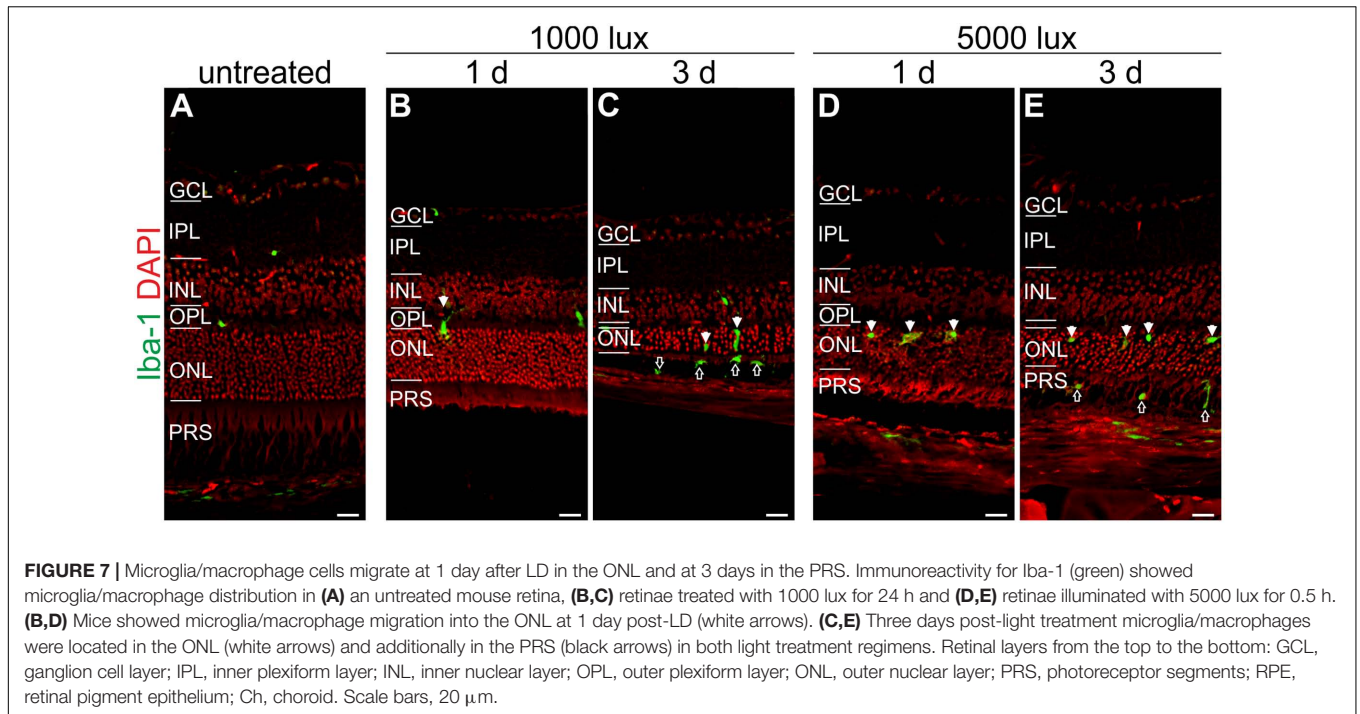 1000 lux 5000 lux
untreated 1 d 3 d 1 d 3 d
A B C D E
Iba-1 DAPI
GCL
IPL
INL
OPL
ONL
PRS
GCL
IPL
INL
OPL
ONL
PRS
GCL
IPL
INL
ONL
GCL
IPL
INL
OPL
ONL
PRS
GCL
IPL
INL
ONL
PRS
FIGURE 7 | Microglia/macrophage cells migrate at 1 day after LD in the ONL and at 3 days in the PRS. Immunoreactivity for Iba-1 (green) showed
microglia/macrophage distribution in (A) an untreated mouse retina, (B,C) retinae treated with 1000 lux for 24 h and (D,E) retinae illuminated with 5000 lux for 0.5 h.
(B,D) Mice showed microglia/macrophage migration into the ONL at 1 day post-LD (white arrows). (C,E) Three days post-light treatment microglia/macrophages
were located in the ONL (white arrows) and additionally in the PRS (black arrows) in both light treatment regimens. Retinal layers from the top to the bottom: GCL,
ganglion cell layer; IPL, inner plexiform layer; INL, inner nuclear layer; OPL, outer plexiform layer; ONL, outer nuclear layer; PRS, photoreceptor segments; RPE,
retinal pigment epithelium; Ch, choroid. Scale bars, 20 μm.